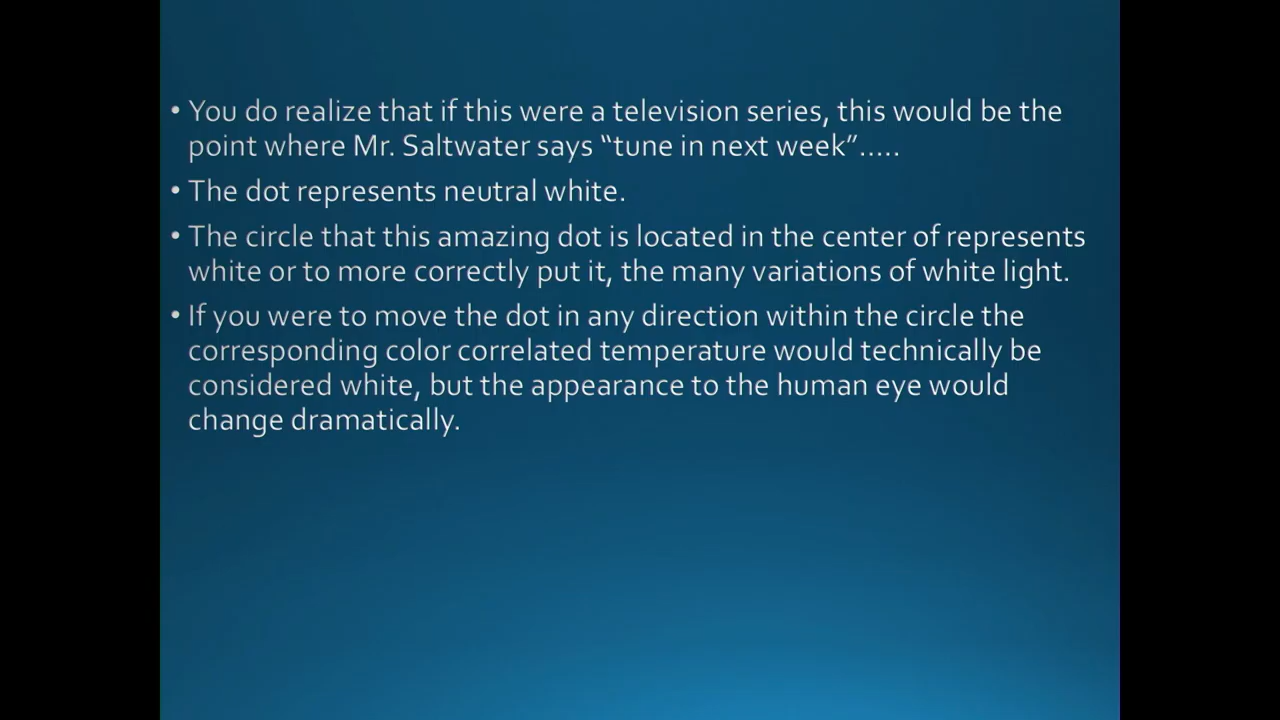 • You do realize that if this were a television series, this would be the
point where Mr. Saltwater says “tune in next week”.....
• The dot represents neutral white.
• The circle that this amazing dot is located in the center of represents
white or to more correctly put it, the many variations of white light.
• If you were to move the dot in any direction within the circle the
corresponding color correlated temperature would technically be
considered white, but the appearance to the human eye would
change dramatically.